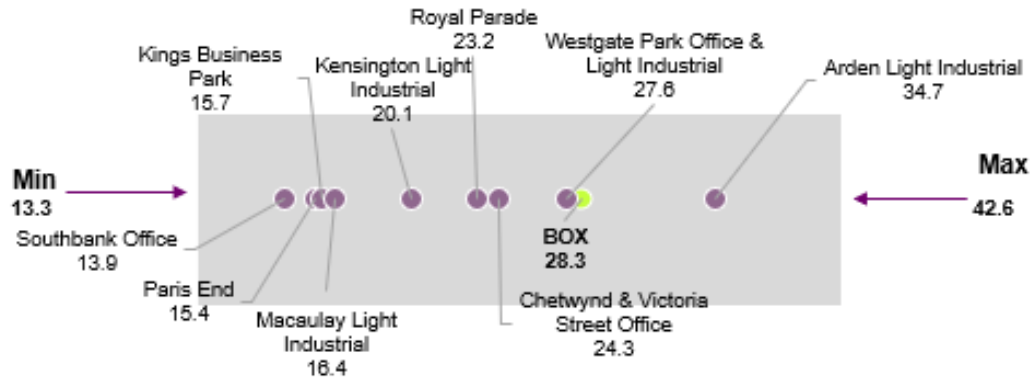 Royal Parade
23.2
Kings Business
Park
15.7
Kensington Light
Industrial
20.1
Westgate Park Office &
Light Industrial
27.6
Arden Light Industrial
34.7
Min
13.3
Max
42.6
Southbank Office
13.9
Paris End
15.4
Macaulay Light
Industrial
16.4
BOX
28.3
Chetwynd & Victoria
Street Office
24.3